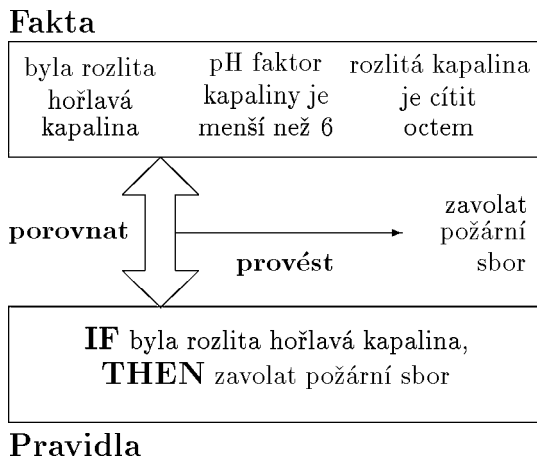 Fakta
byla rozlita
hořlavá
kapalina
pH faktor
kapaliny je
menší než 6
rozlitá kapalina
je cítit
octem
porovnat
provést
zavolat
požární
sbor
IF byla rozlita hořlavá kapalina,
THEN zavolat požární sbor
Pravidla